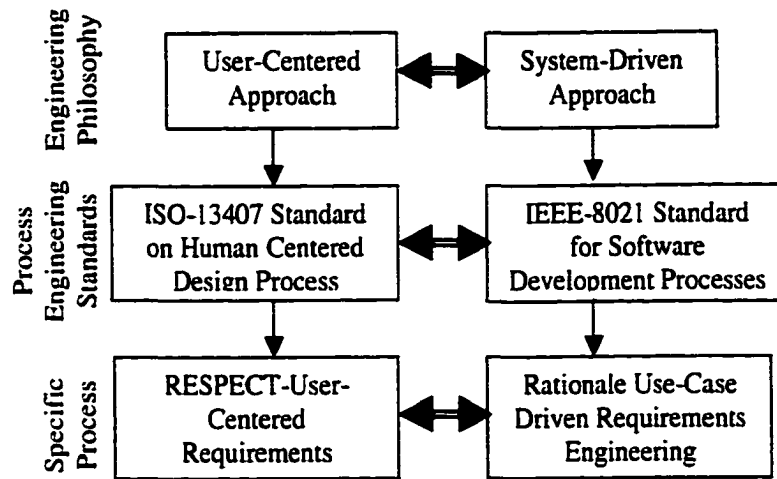 Engineering
Philosophy
User-Centered
Approach
System-Driven
Approach
Process
Engineering
Standards
ISO-13407 Standard
on Human Centered
Design Process
IEEE-8021 Standard
for Software
Development Processes
Specific
Process
RESPECT-User-
Centered
Requirements
Rationale Use-Case
Driven Requirements
Engineering